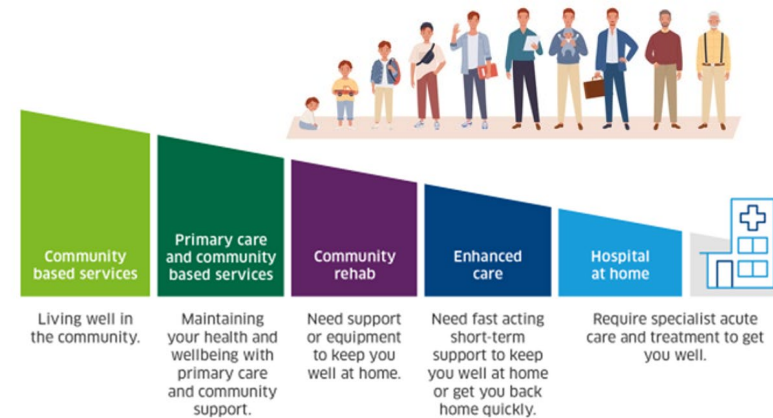 Community
based services
Primary care
and community
based services
Community
rehab
Enhanced
care
Hospital
at home
Living well in
the community.
Maintaining
your health and
wellbeing with
primary care
and community
support.
Need support
or equipment
to keep you
well at home.
Need fast acting
short-term
support to keep
you well at home
or get you back
home quickly.
Require specialist acute
care and treatment to get
you well.